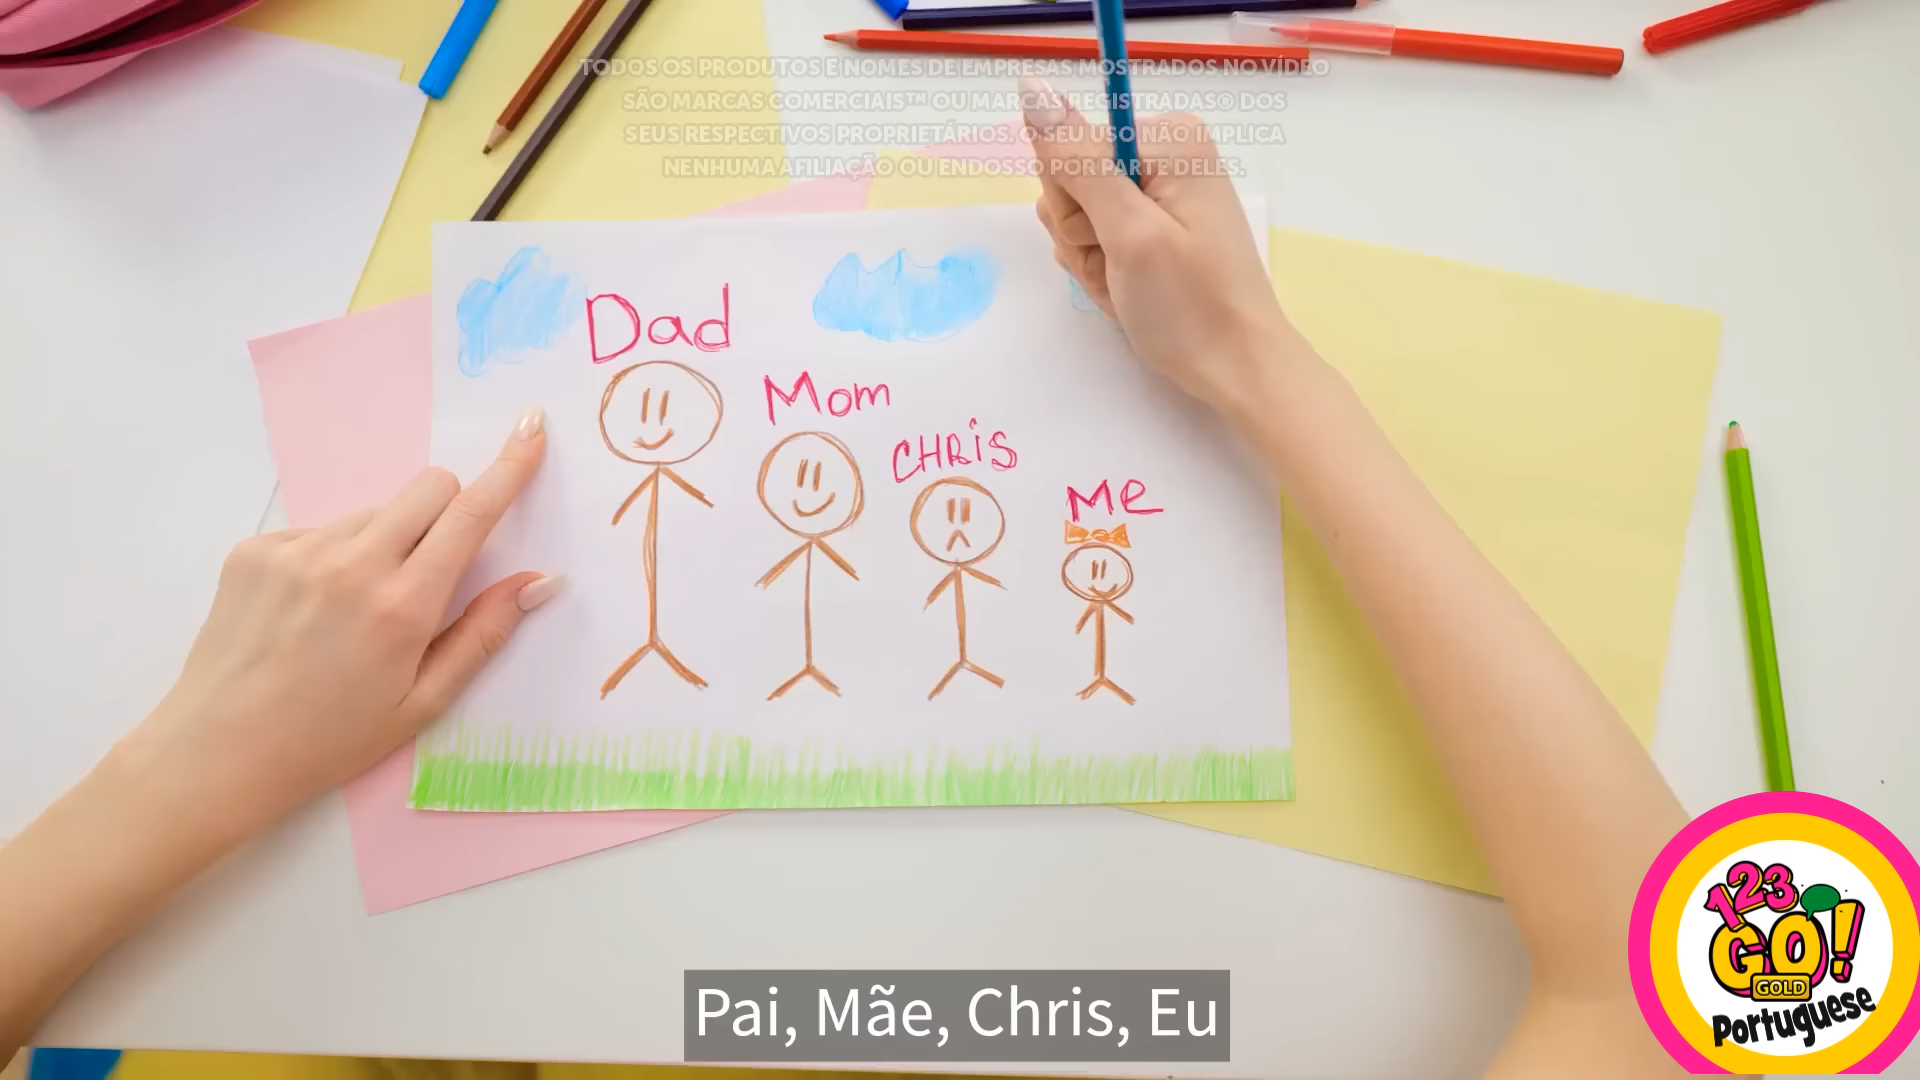 TODOS OS PRODUTOS E NOMES DE EMPRESAS MOSTRADOS NO VÍDEO
SÃO MARCAS COMERCIAIS™ OU MARCAS REGISTRADAS® DOS
SEUS RESPECTIVOS PROPRIETÁRIOS. O SEU USO NÃO IMPLICA
NENHUMA AFILIAÇÃO OU ENDOSSO POR PARTE DELES.
Dad
Mom
CHRiS
Me
123
GO!
GOLD
Portuguese
Pai, Mãe, Chris, Eu